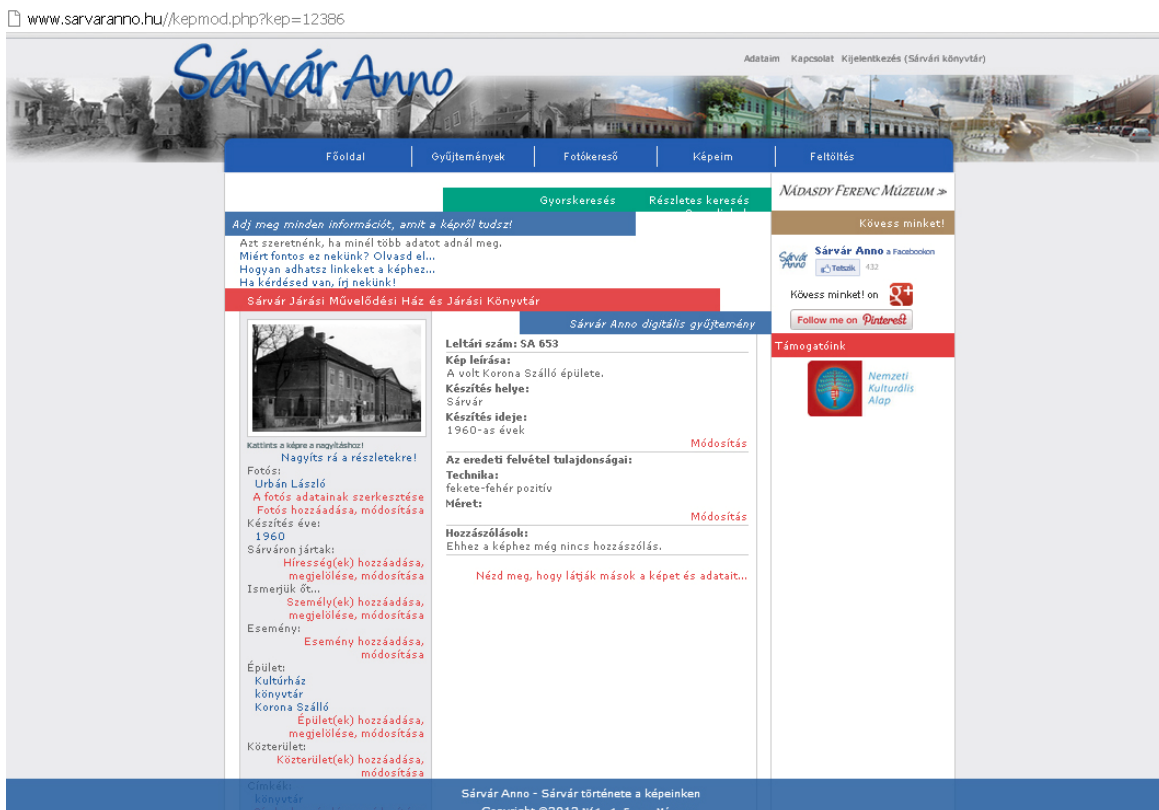 www.sarvaranno.hu//kepmod.php?kep=12386
Sárvár Anno
Adataim Kapcsolat Kijelentkezés (Sárvári könyvtár)
Főoldal Gyűjtemények Fotókereső Képeim Feltöltés
Gyorskeresés Részletes keresés
NÁDASDY FERENC MÚZEUM >>
Adj meg minden információt, amit a képről tudsz!
Azt szeretnénk, ha minél több adatot adnál meg.
Miért fontos ez nekünk? Olvasd el...
Hogyan adhatsz linkeket a képhez...
Ha kérdésed van, írj nekünk!
Sárvár Járási Művelődési Ház és Járási Könyvtár
Sárvár Anno digitális gyűjtemény
Kattints a képre a nagyításhoz!
Nagyíts rá a részletekre!
Fotós:
Urbán László
A fotós adatainak szerkesztése
Fotós hozzáadása, módosítása
Készítés éve:
1960
Sárváron jártak:
Híresség(ek) hozzáadása,
megjelölése, módosítása
Ismerjük őt...
Személy(ek) hozzáadása,
megjelölése, módosítása
Esemény:
Esemény hozzáadása,
módosítása
Épület:
Kultúrház
könyvtár
Korona Szálló
Épület(ek) hozzáadása,
megjelölése, módosítása
Közterület:
Közterület(ek) hozzáadása,
módosítása
Címkék:
könyvtár
Leltári szám: SA 653
Kép leírása:
A volt Korona Szálló épülete.
Készítés helye:
Sárvár
Készítés ideje:
1960-as évek
Módosítás
Az eredeti felvétel tulajdonságai:
Technika:
fekete-fehér pozitív
Méret:
Módosítás
Hozzászólások:
Ehhez a képhez még nincs hozzászólás.
Nézd meg, hogy látják mások a képet és adatait...
Kövess minket!
Sárvár Anno
Sárvár Anno a Facebookon
Tetszik 432
Kövess minket! on g+
Follow me on Pinterest
Támogatóink
Nemzeti
Kulturális
Alap
Sárvár Anno - Sárvár története a képeinken
Copyright ©2012